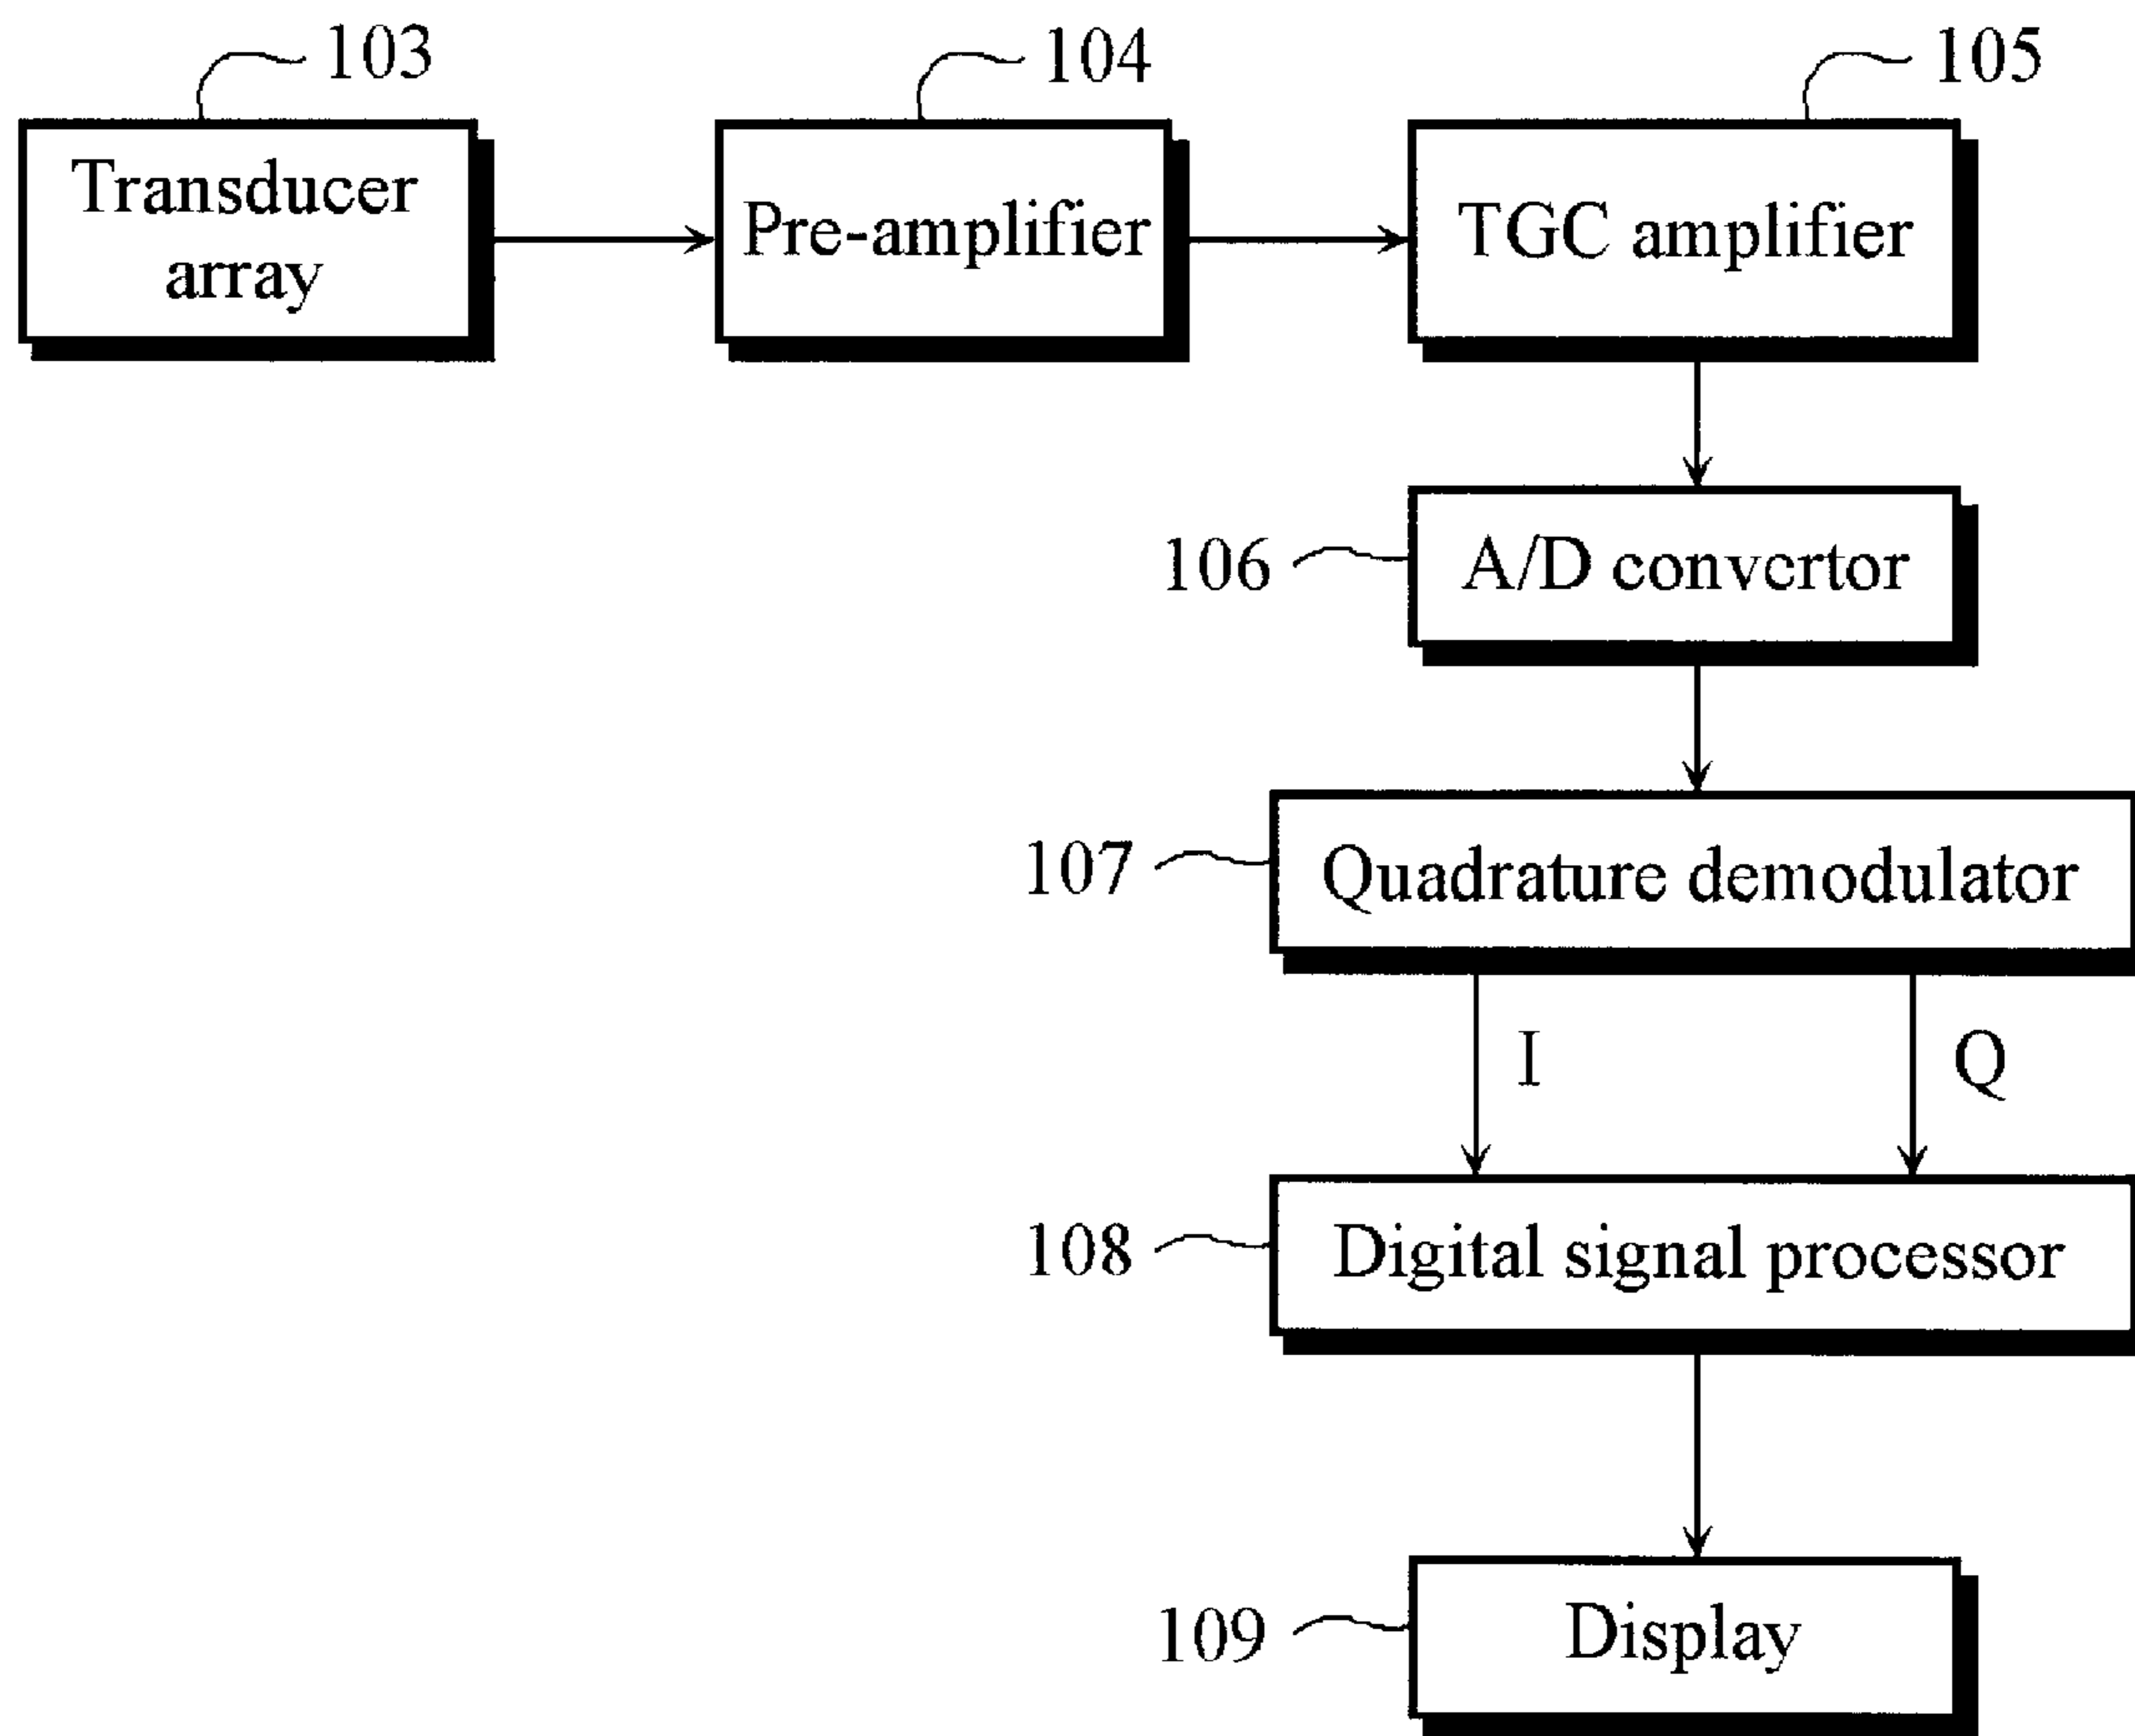 103
104
105
Transducer
array
Pre-amplifier
TGC amplifier
106
A/D convertor
107
Quadrature demodulator
I
Q
108
Digital signal processor
109
Display